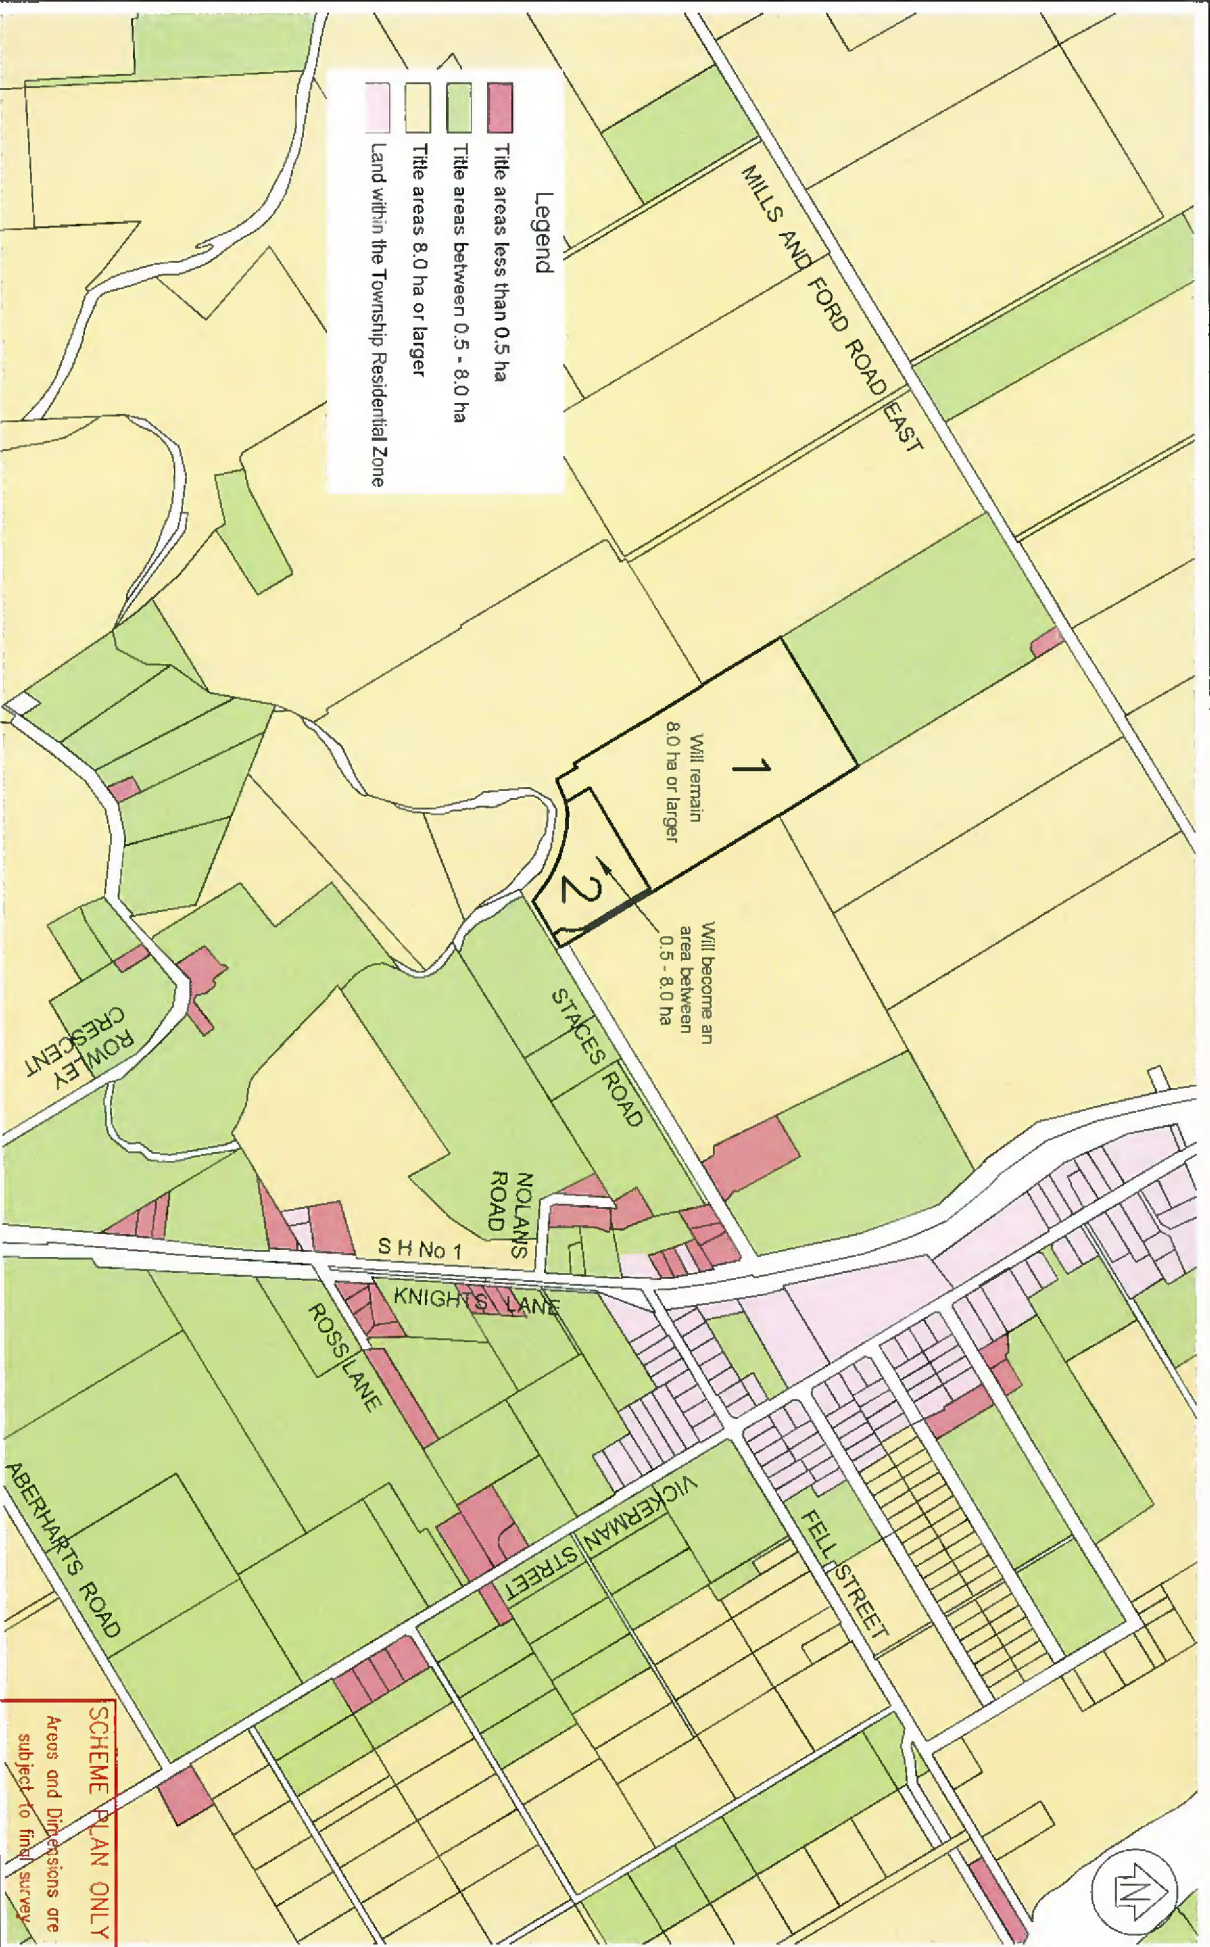 Legend
Title areas less than 0.5 ha
Title areas between 0.5 - 8.0 ha
Title areas 8.0 ha or larger
Land within the Township Residential Zone
MILLS AND FORD ROAD EAST
1
Will remain
8.0 ha or larger
2
Will become an
area between
0.5 - 8.0 ha
STACES ROAD
NOLANS
ROAD
S H No 1
KNIGHTS LANE
ROSS LANE
ROWLEY
CRESCENT
ABERHARTS ROAD
VICKERMAN STREET
FELL STREET
N
SCHEME PLAN ONLY
Areas and Dimensions are
subject to final survey